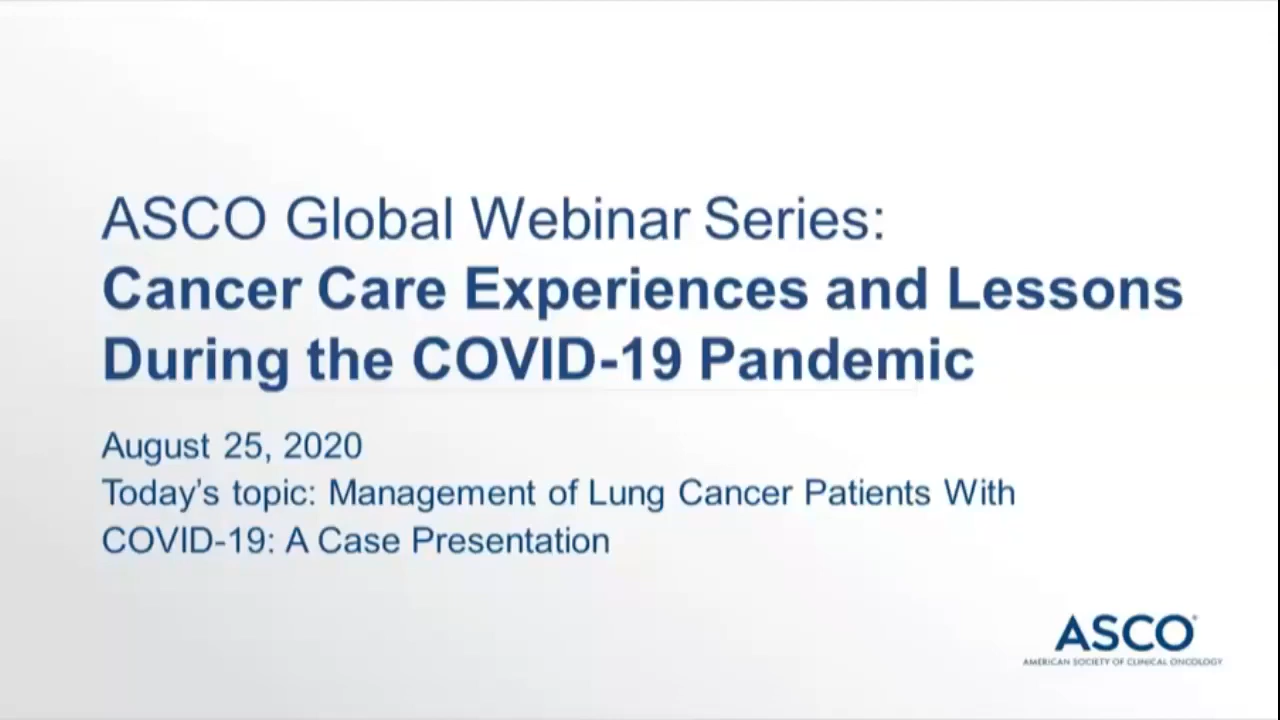 ASCO Global Webinar Series:
Cancer Care Experiences and Lessons
During the COVID-19 Pandemic
August 25, 2020
Today's topic: Management of Lung Cancer Patients With
COVID-19: A Case Presentation
ASCO®
AMERICAN SOCIETY OF CLINICAL ONCOLOGY